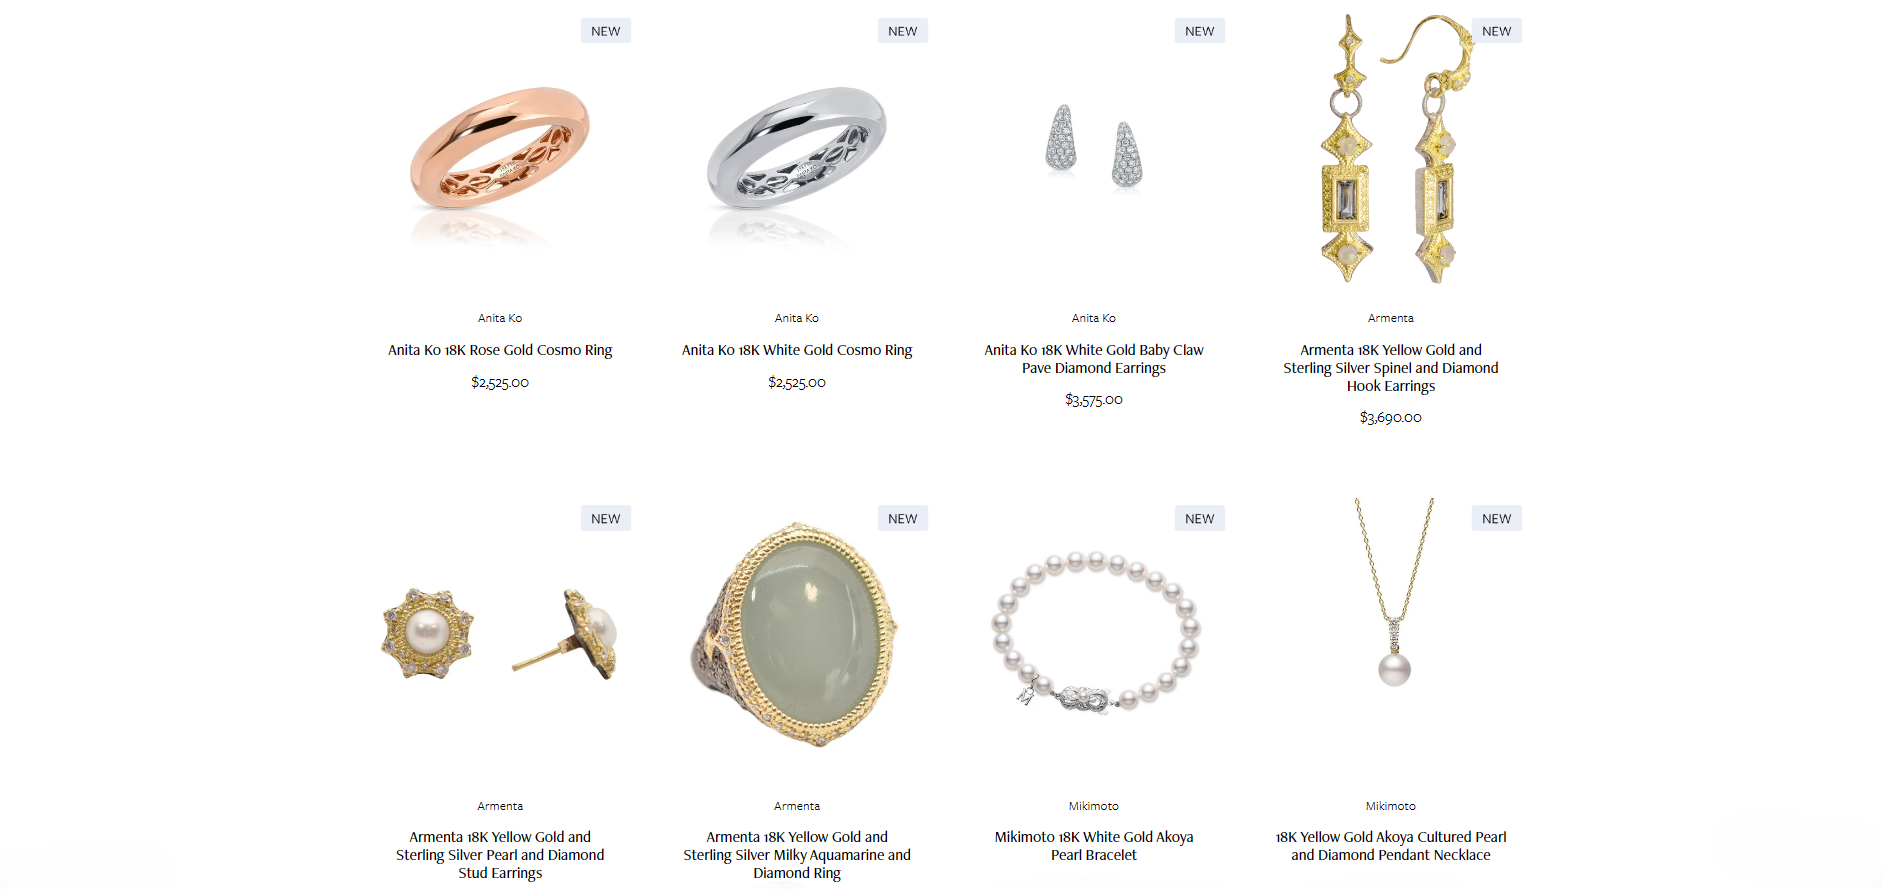 NEW
NEW
NEW
NEW
Anita Ko
Anita Ko 18K Rose Gold Cosmo Ring
$2,525.00
Anita Ko
Anita Ko 18K White Gold Cosmo Ring
$2,525.00
Anita Ko
Anita Ko 18K White Gold Baby Claw
Pave Diamond Earrings
$3,575.00
Armenta
Armenta 18K Yellow Gold and
Sterling Silver Spinel and Diamond
Hook Earrings
$3,690.00
NEW
NEW
NEW
NEW
M
Armenta
Armenta 18K Yellow Gold and
Sterling Silver Pearl and Diamond
Stud Earrings
Armenta
Armenta 18K Yellow Gold and
Sterling Silver Milky Aquamarine and
Diamond Ring
Mikimoto
Mikimoto 18K White Gold Akoya
Pearl Bracelet
Mikimoto
18K Yellow Gold Akoya Cultured Pearl
and Diamond Pendant Necklace